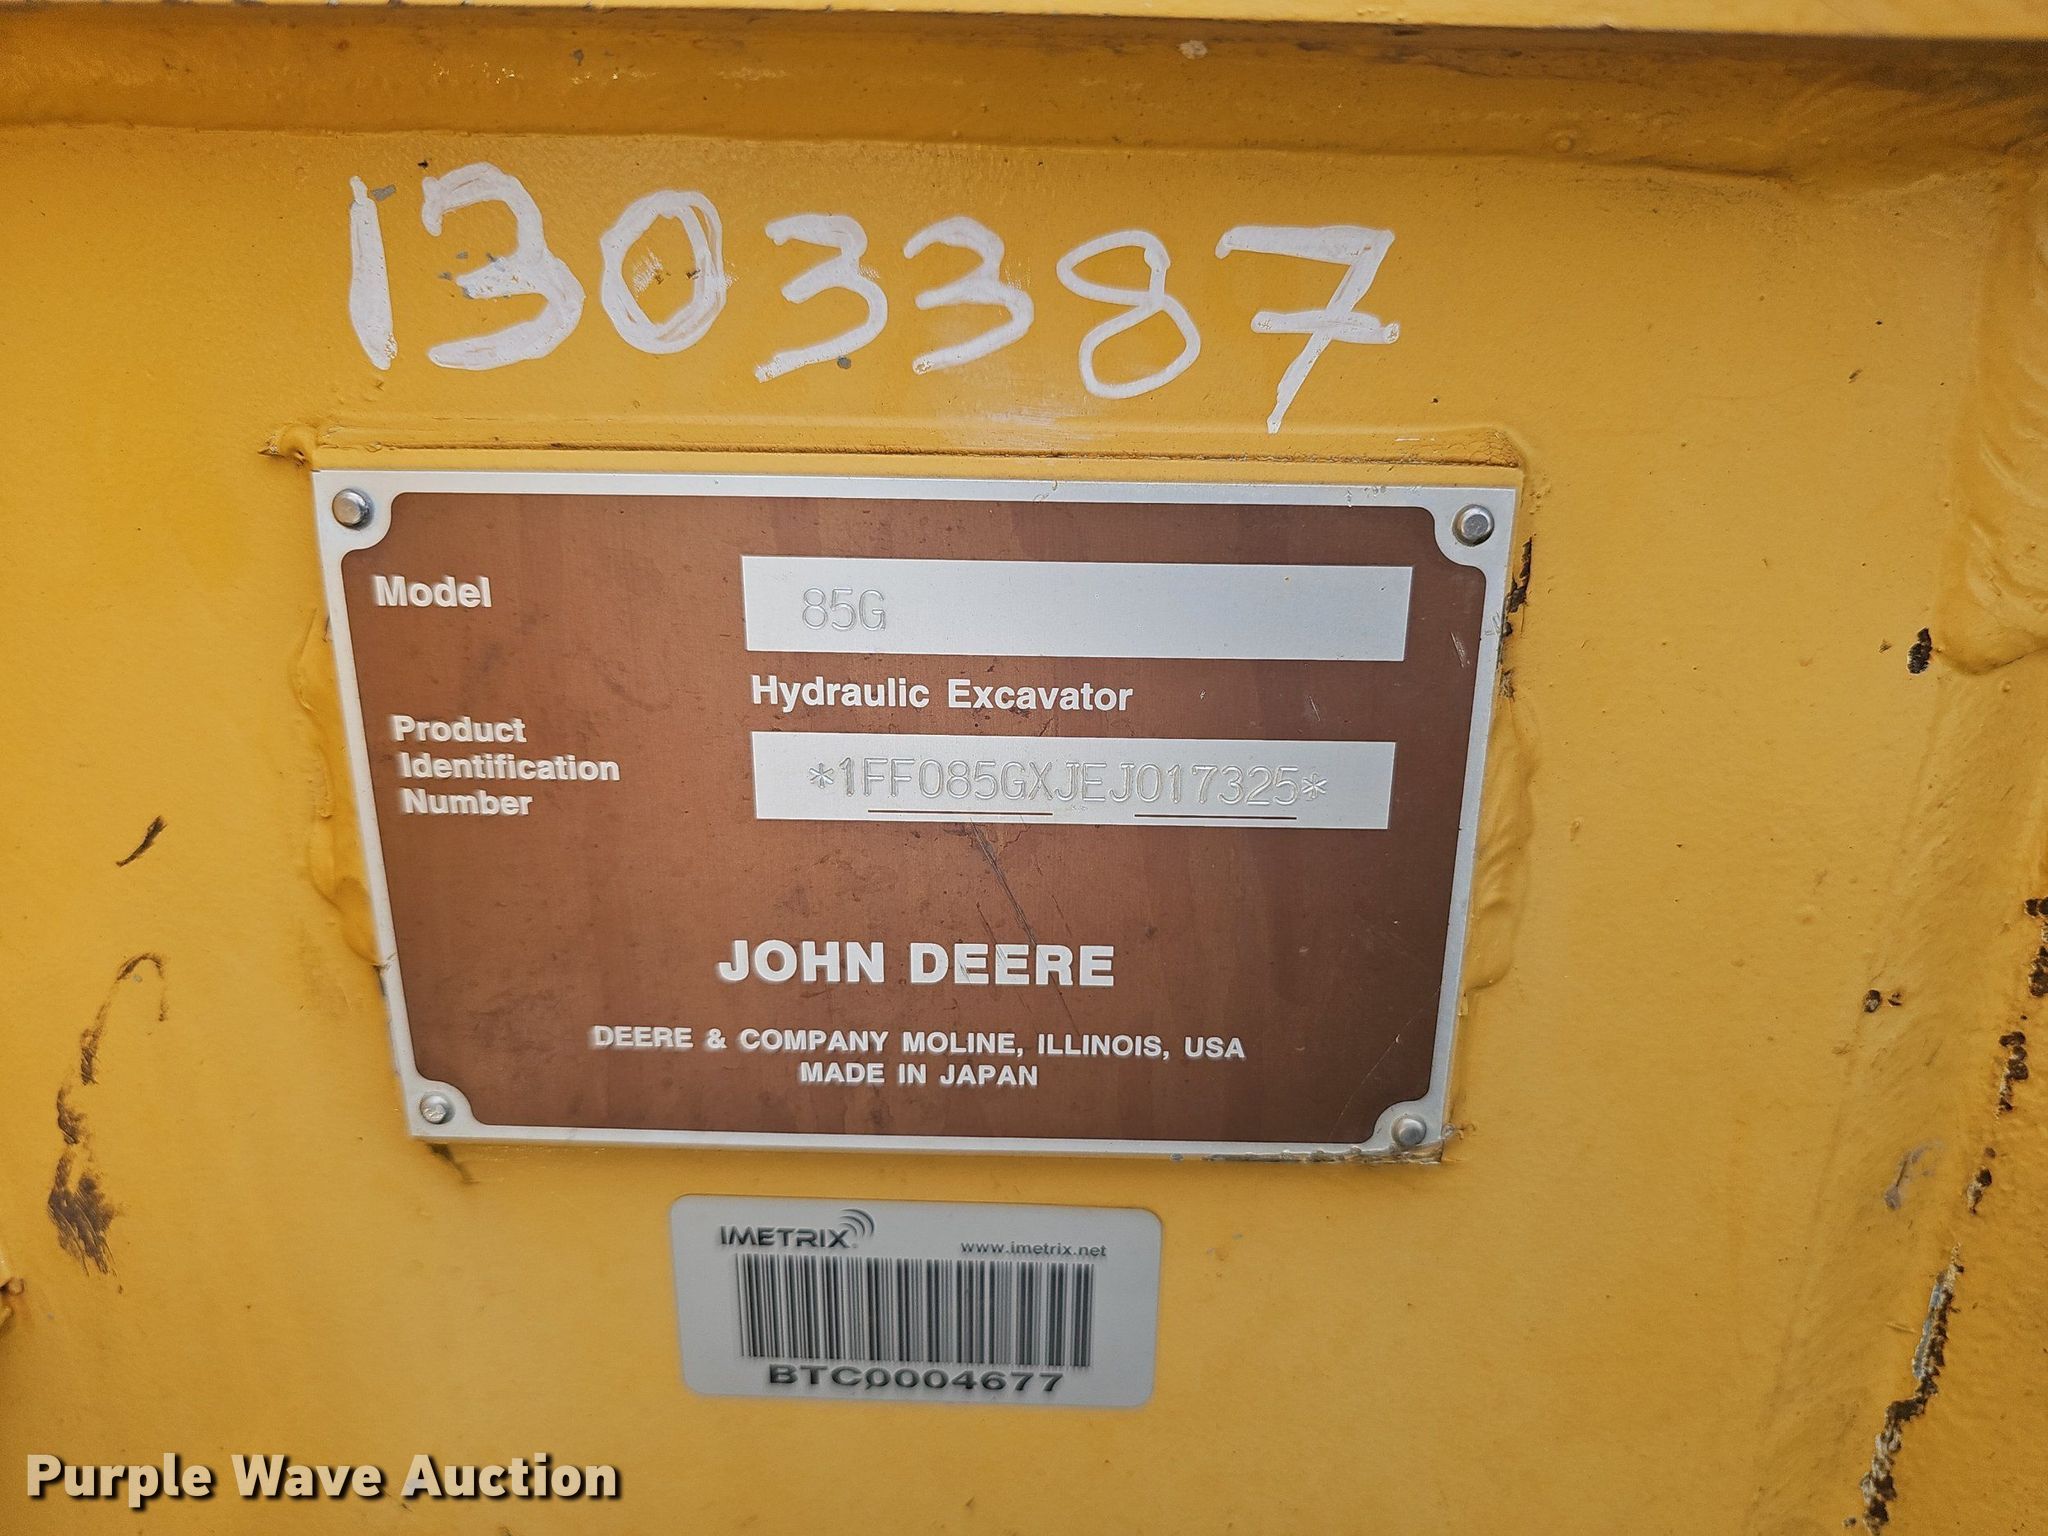 1303387
Model
85G
Hydraulic Excavator
Product
Identification
Number
*1FF085GXJEJ017325*
JOHN DEERE
DEERE & COMPANY MOLINE, ILLINOIS, USA
MADE IN JAPAN
IMETRIX
www.imetrix.net
BTC0004677
Purple Wave Auction